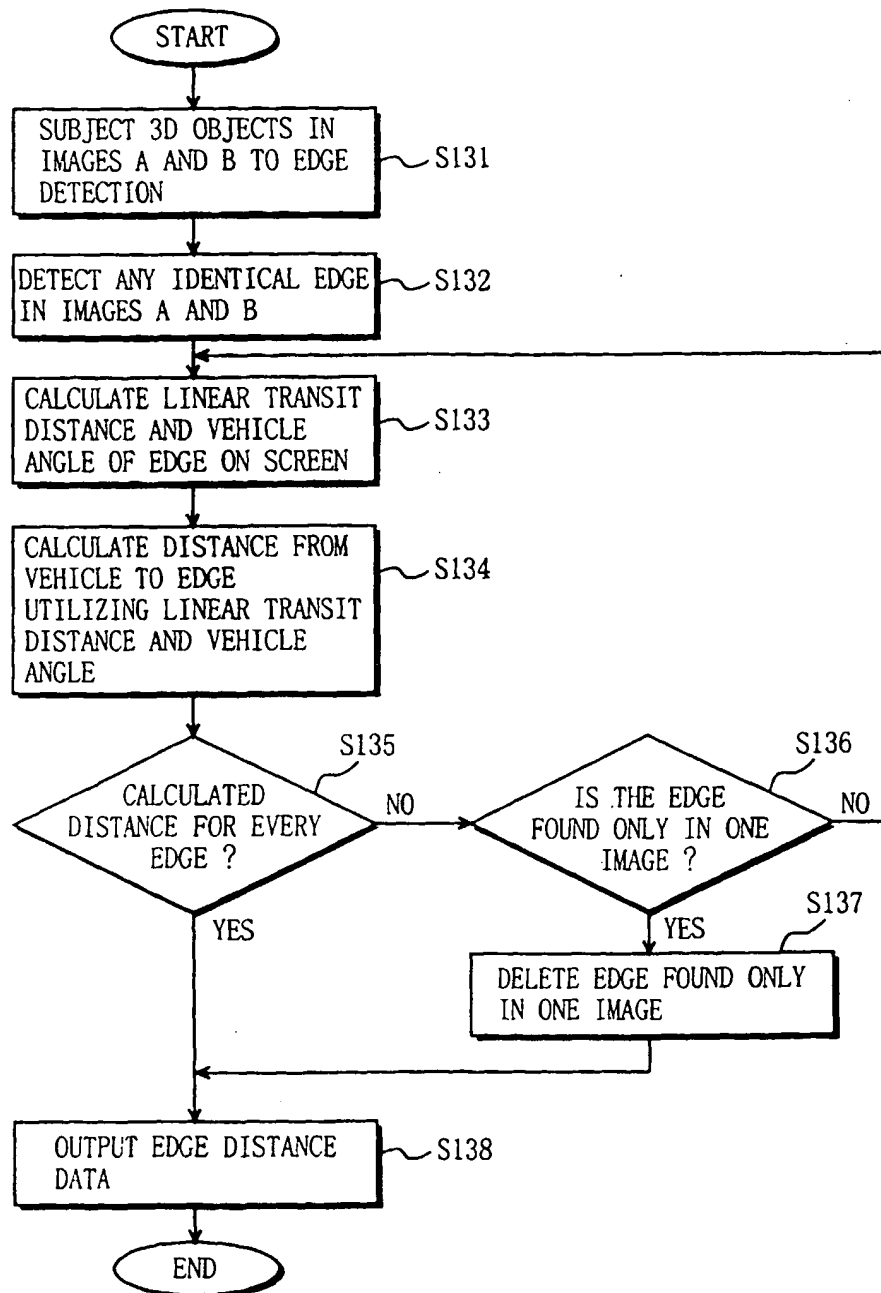 START
SUBJECT 3D OBJECTS IN
IMAGES A AND B TO EDGE
DETECTION
S131
DETECT ANY IDENTICAL EDGE
IN IMAGES A AND B
S132
CALCULATE LINEAR TRANSIT
DISTANCE AND VEHICLE
ANGLE OF EDGE ON SCREEN
S133
CALCULATE DISTANCE FROM
VEHICLE TO EDGE
UTILIZING LINEAR TRANSIT
DISTANCE AND VEHICLE
ANGLE
S134
S135
CALCULATED
DISTANCE FOR EVERY
EDGE ?
NO
YES
S136
IS THE EDGE
FOUND ONLY IN ONE
IMAGE ?
NO
YES
S137
DELETE EDGE FOUND ONLY
IN ONE IMAGE
OUTPUT EDGE DISTANCE
DATA
S138
END